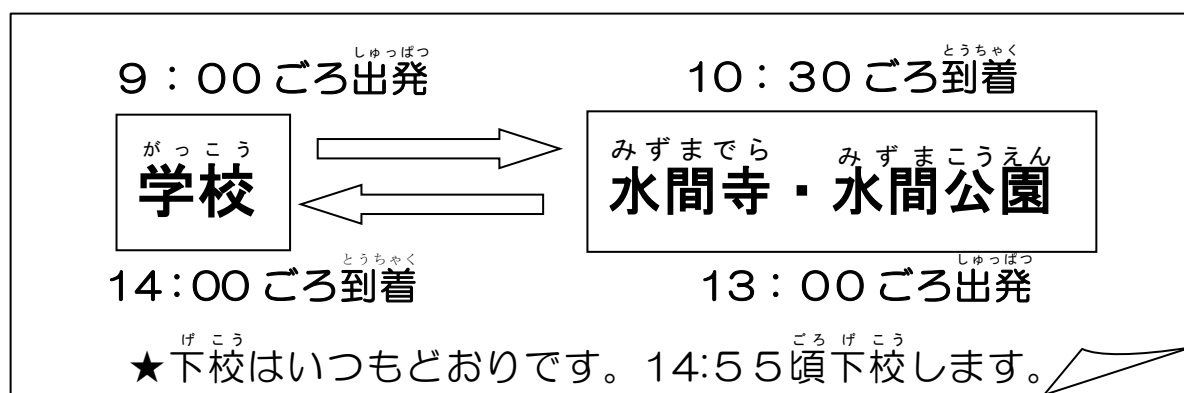 しゅっぱつ とうちゃく
9：00ごろ出発 10：30ごろ到着
がっこう みずまでら みずまこうえん
学校 水間寺・水間公園
とうちゃく しゅっぱつ
14：00ごろ到着 13：00ごろ出発
げこう ごろげこう
★下校はいつもどおりです。14:55頃下校します。